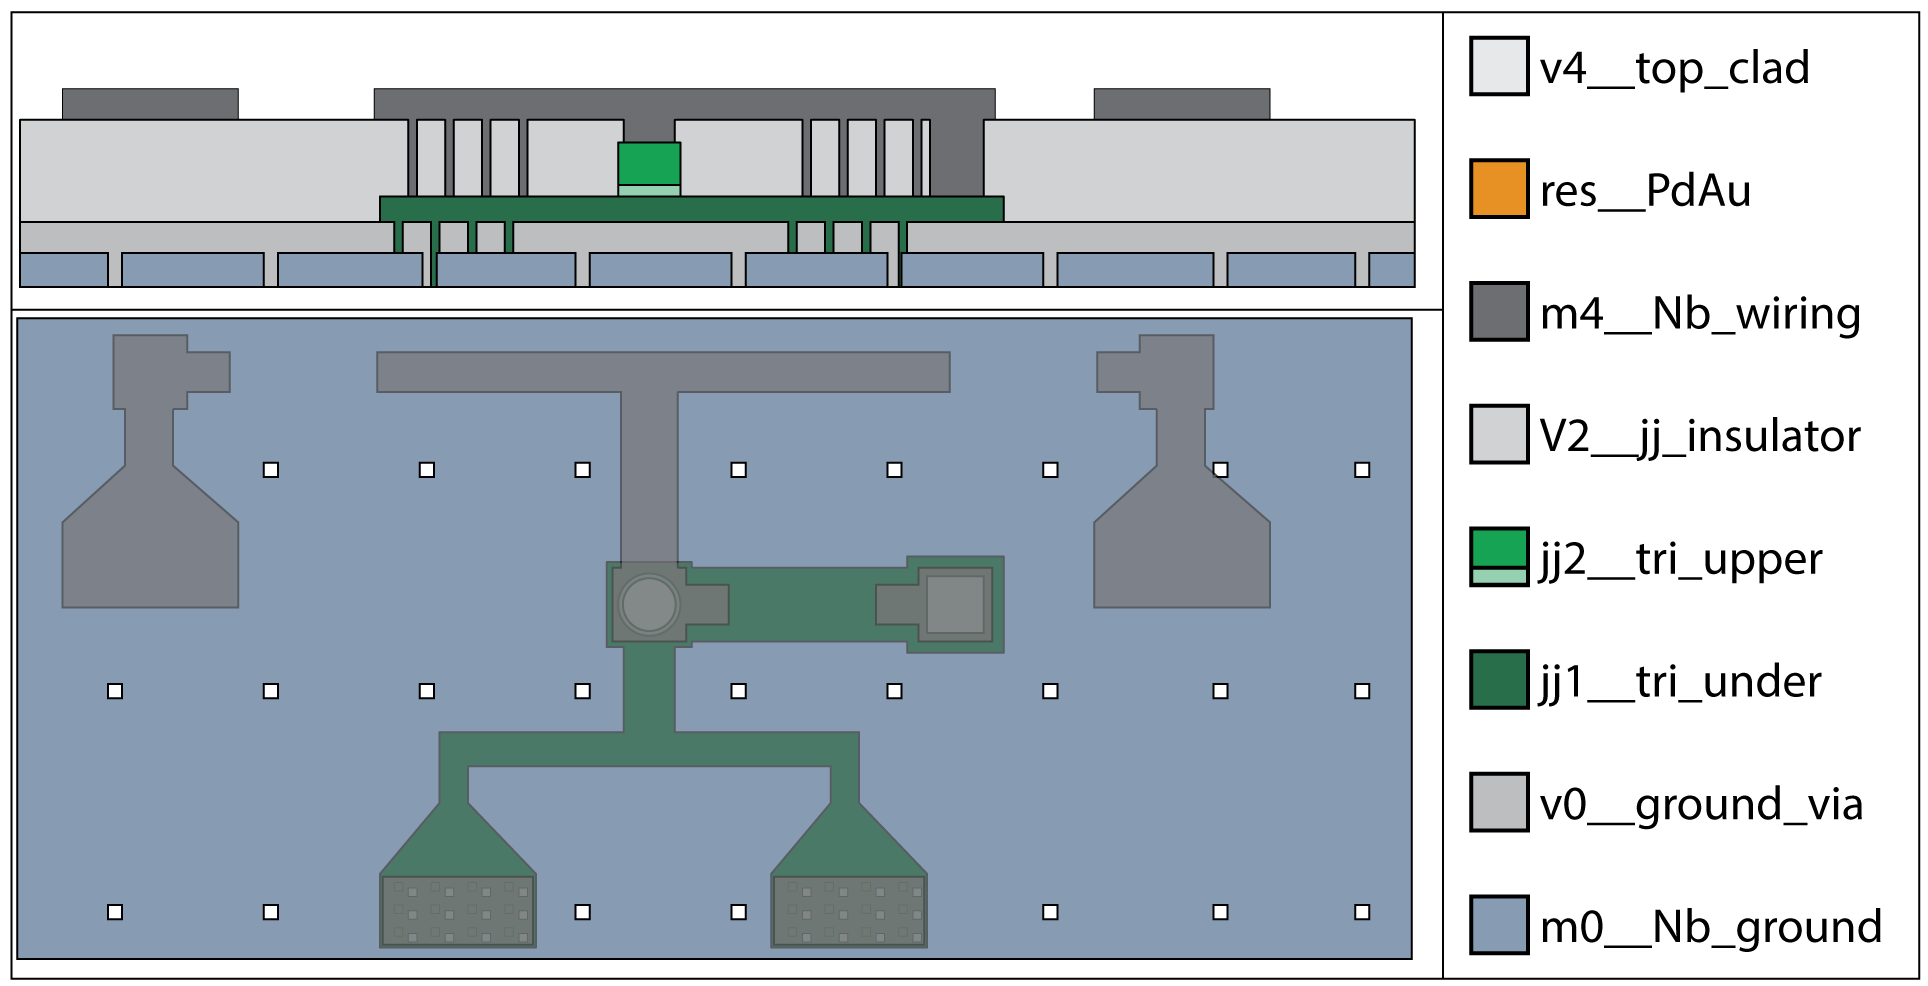 v4__top_clad
res__PdAu
m4__Nb_wiring
V2__jj_insulator
jj2__tri_upper
jj1__tri_under
v0__ground_via
m0__Nb_ground